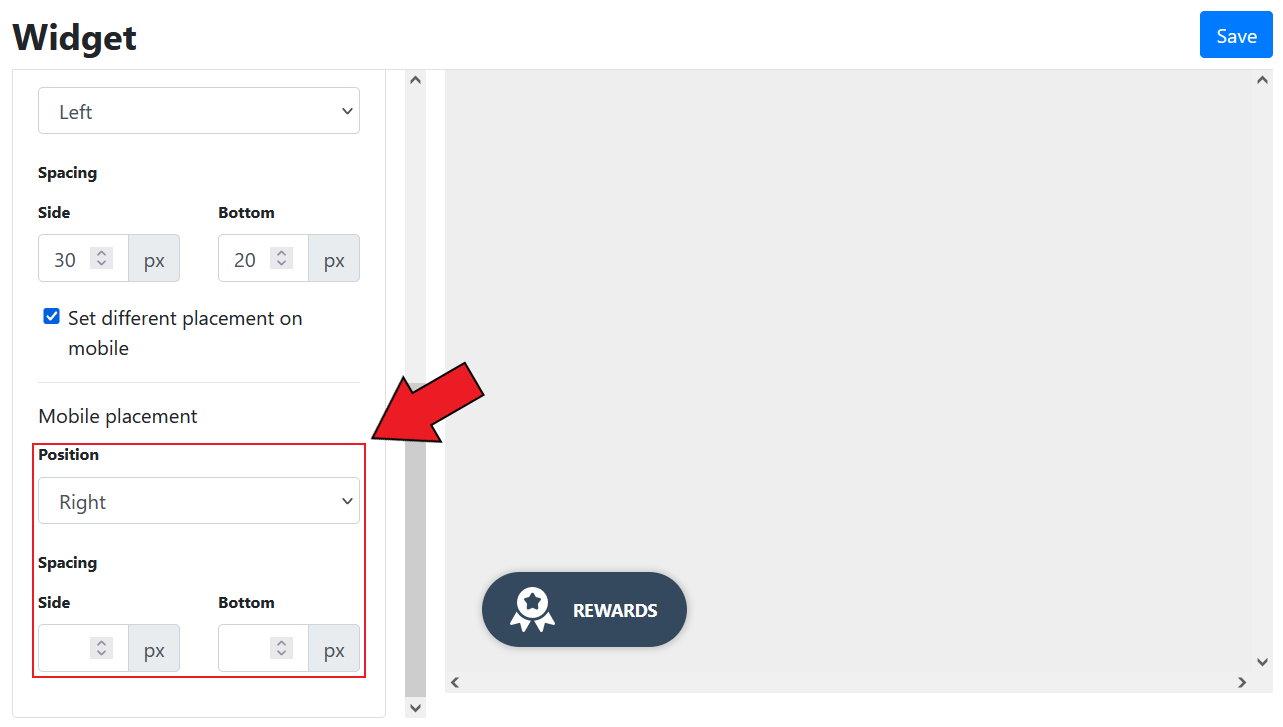 Widget
Save
Left
Spacing
Side
Bottom
30
px
20
px
Set different placement on
mobile
Mobile placement
Position
Right
Spacing
Side
Bottom
px
px
REWARDS